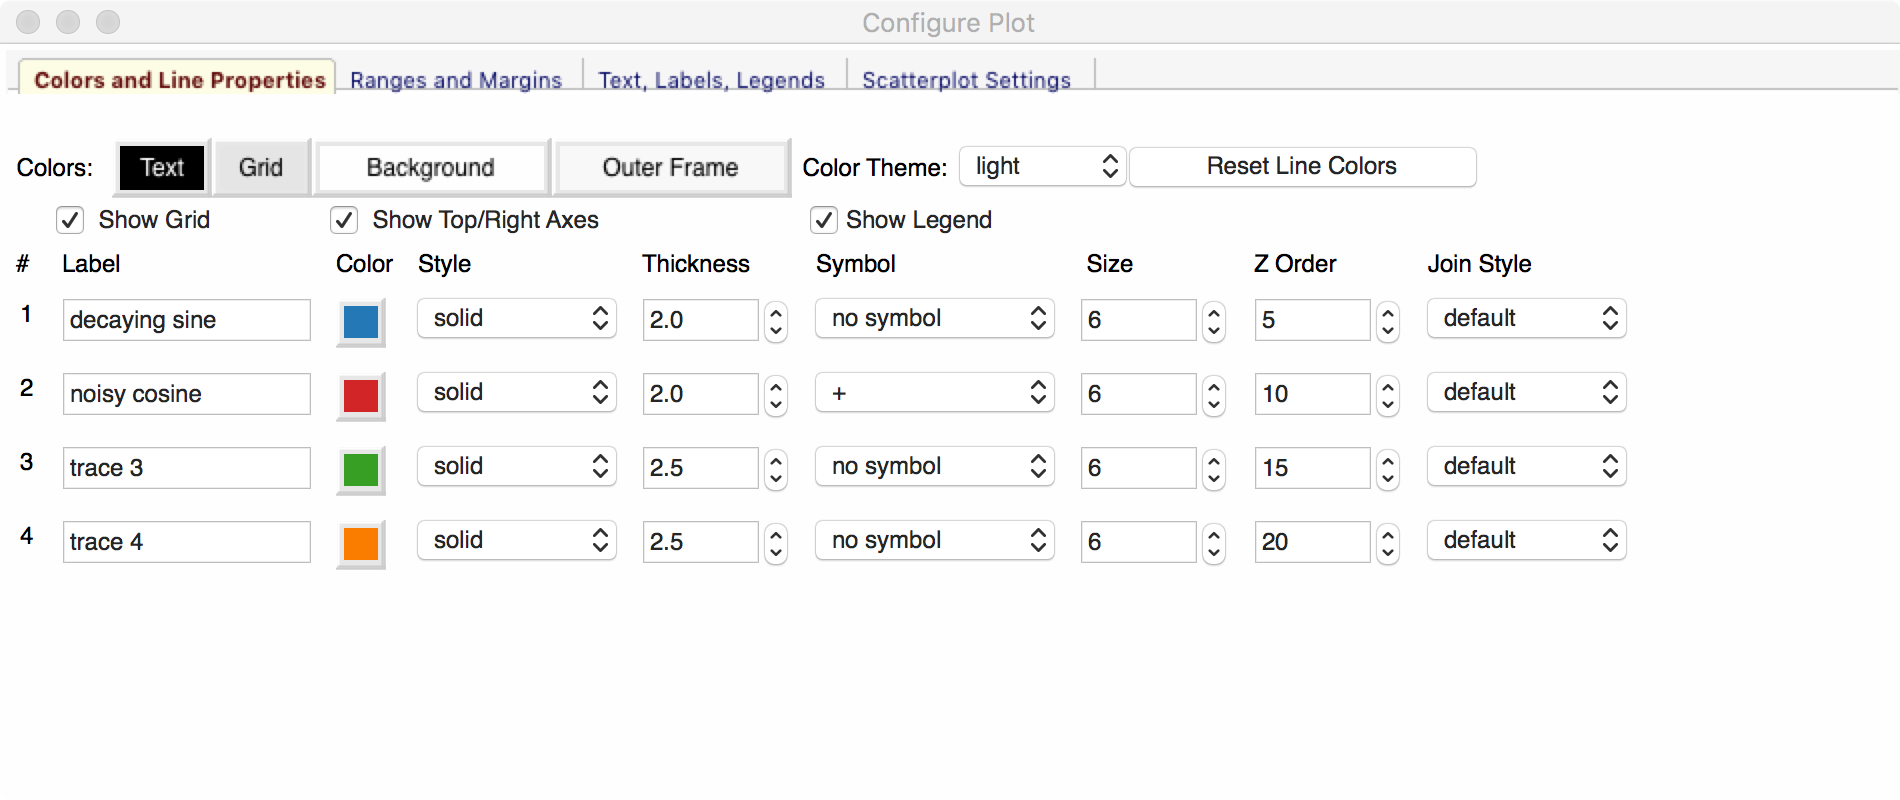 Configure Plot
Colors and Line Properties Ranges and Margins Text, Labels, Legends Scatterplot Settings
Colors: Text Grid Background Outer Frame Color Theme: light Reset Line Colors
Show Grid Show Top/Right Axes Show Legend
# Label Color Style Thickness Symbol Size Z Order Join Style
1 decaying sine solid 2.0 no symbol 6 5 default
2 noisy cosine solid 2.0 + 6 10 default
3 trace 3 solid 2.5 no symbol 6 15 default
4 trace 4 solid 2.5 no symbol 6 20 default